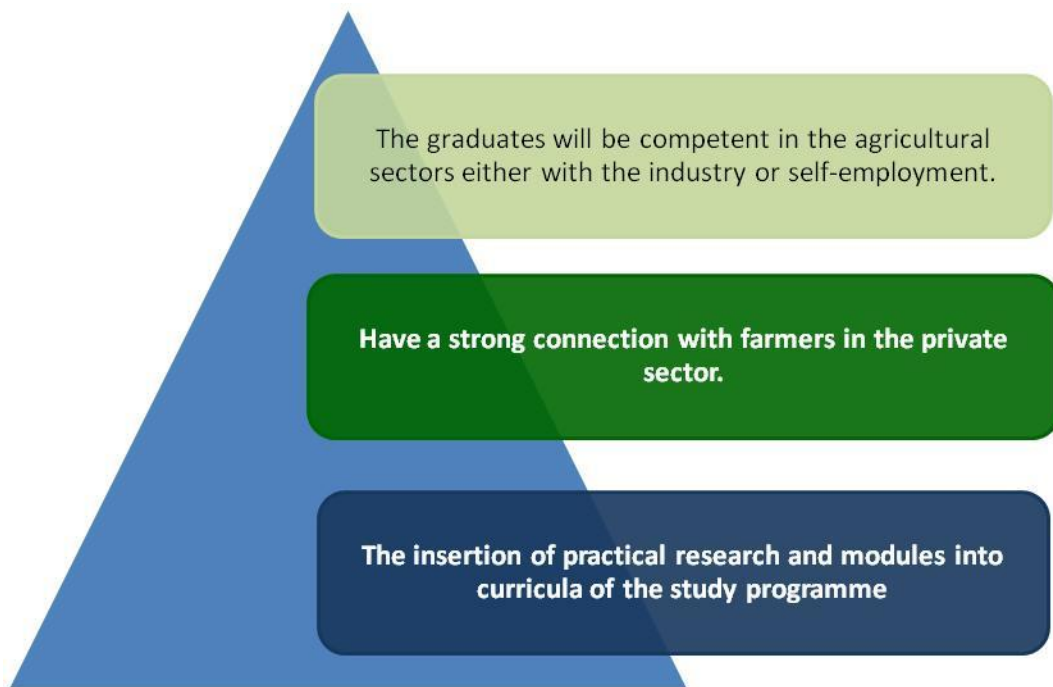 The graduates will be competent in the agricultural
sectors either with the industry or self-employment.
Have a strong connection with farmers in the private
sector.
The insertion of practical research and modules into
curricula of the study programme